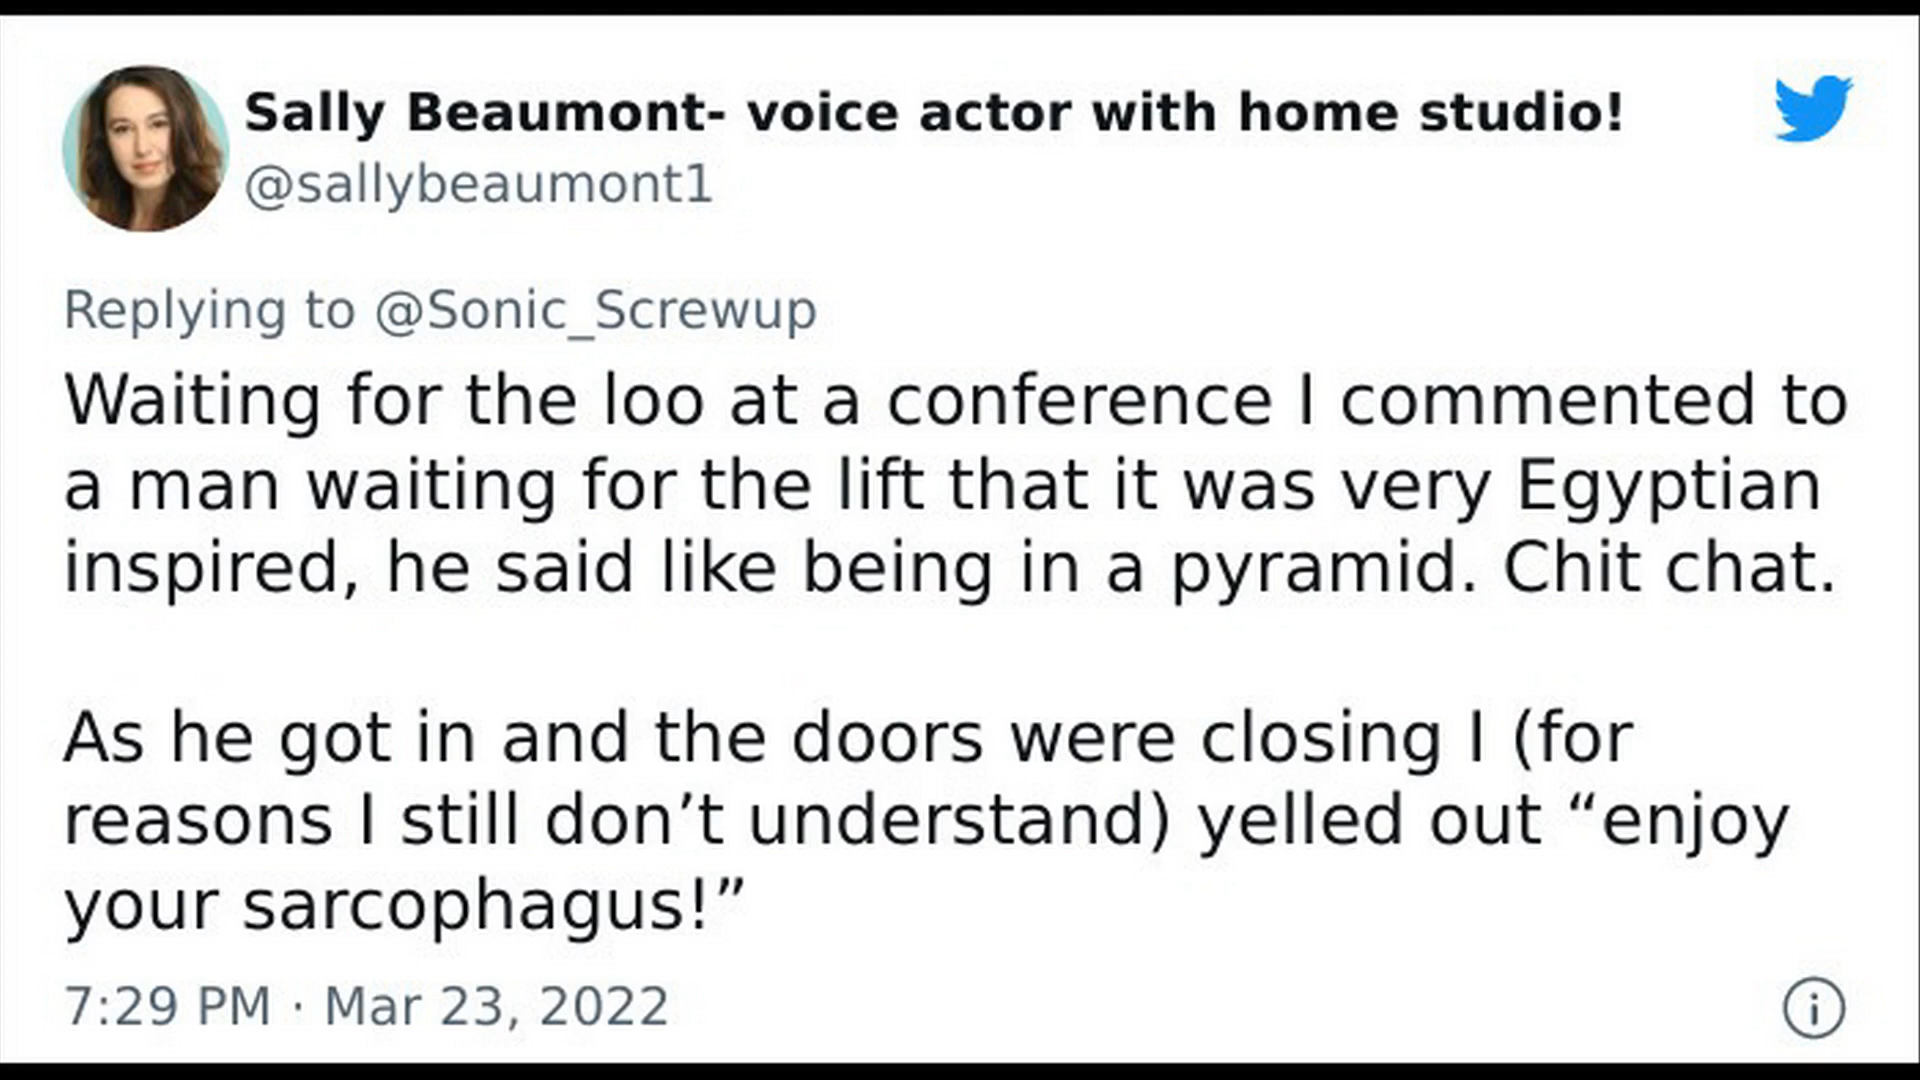 Sally Beaumont- voice actor with home studio!
@sallybeaumont1
Replying to @Sonic_Screwup
Waiting for the loo at a conference I commented to
a man waiting for the lift that it was very Egyptian
inspired, he said like being in a pyramid. Chit chat.
As he got in and the doors were closing I (for
reasons I still don’t understand) yelled out “enjoy
your sarcophagus!”
7:29 PM · Mar 23, 2022